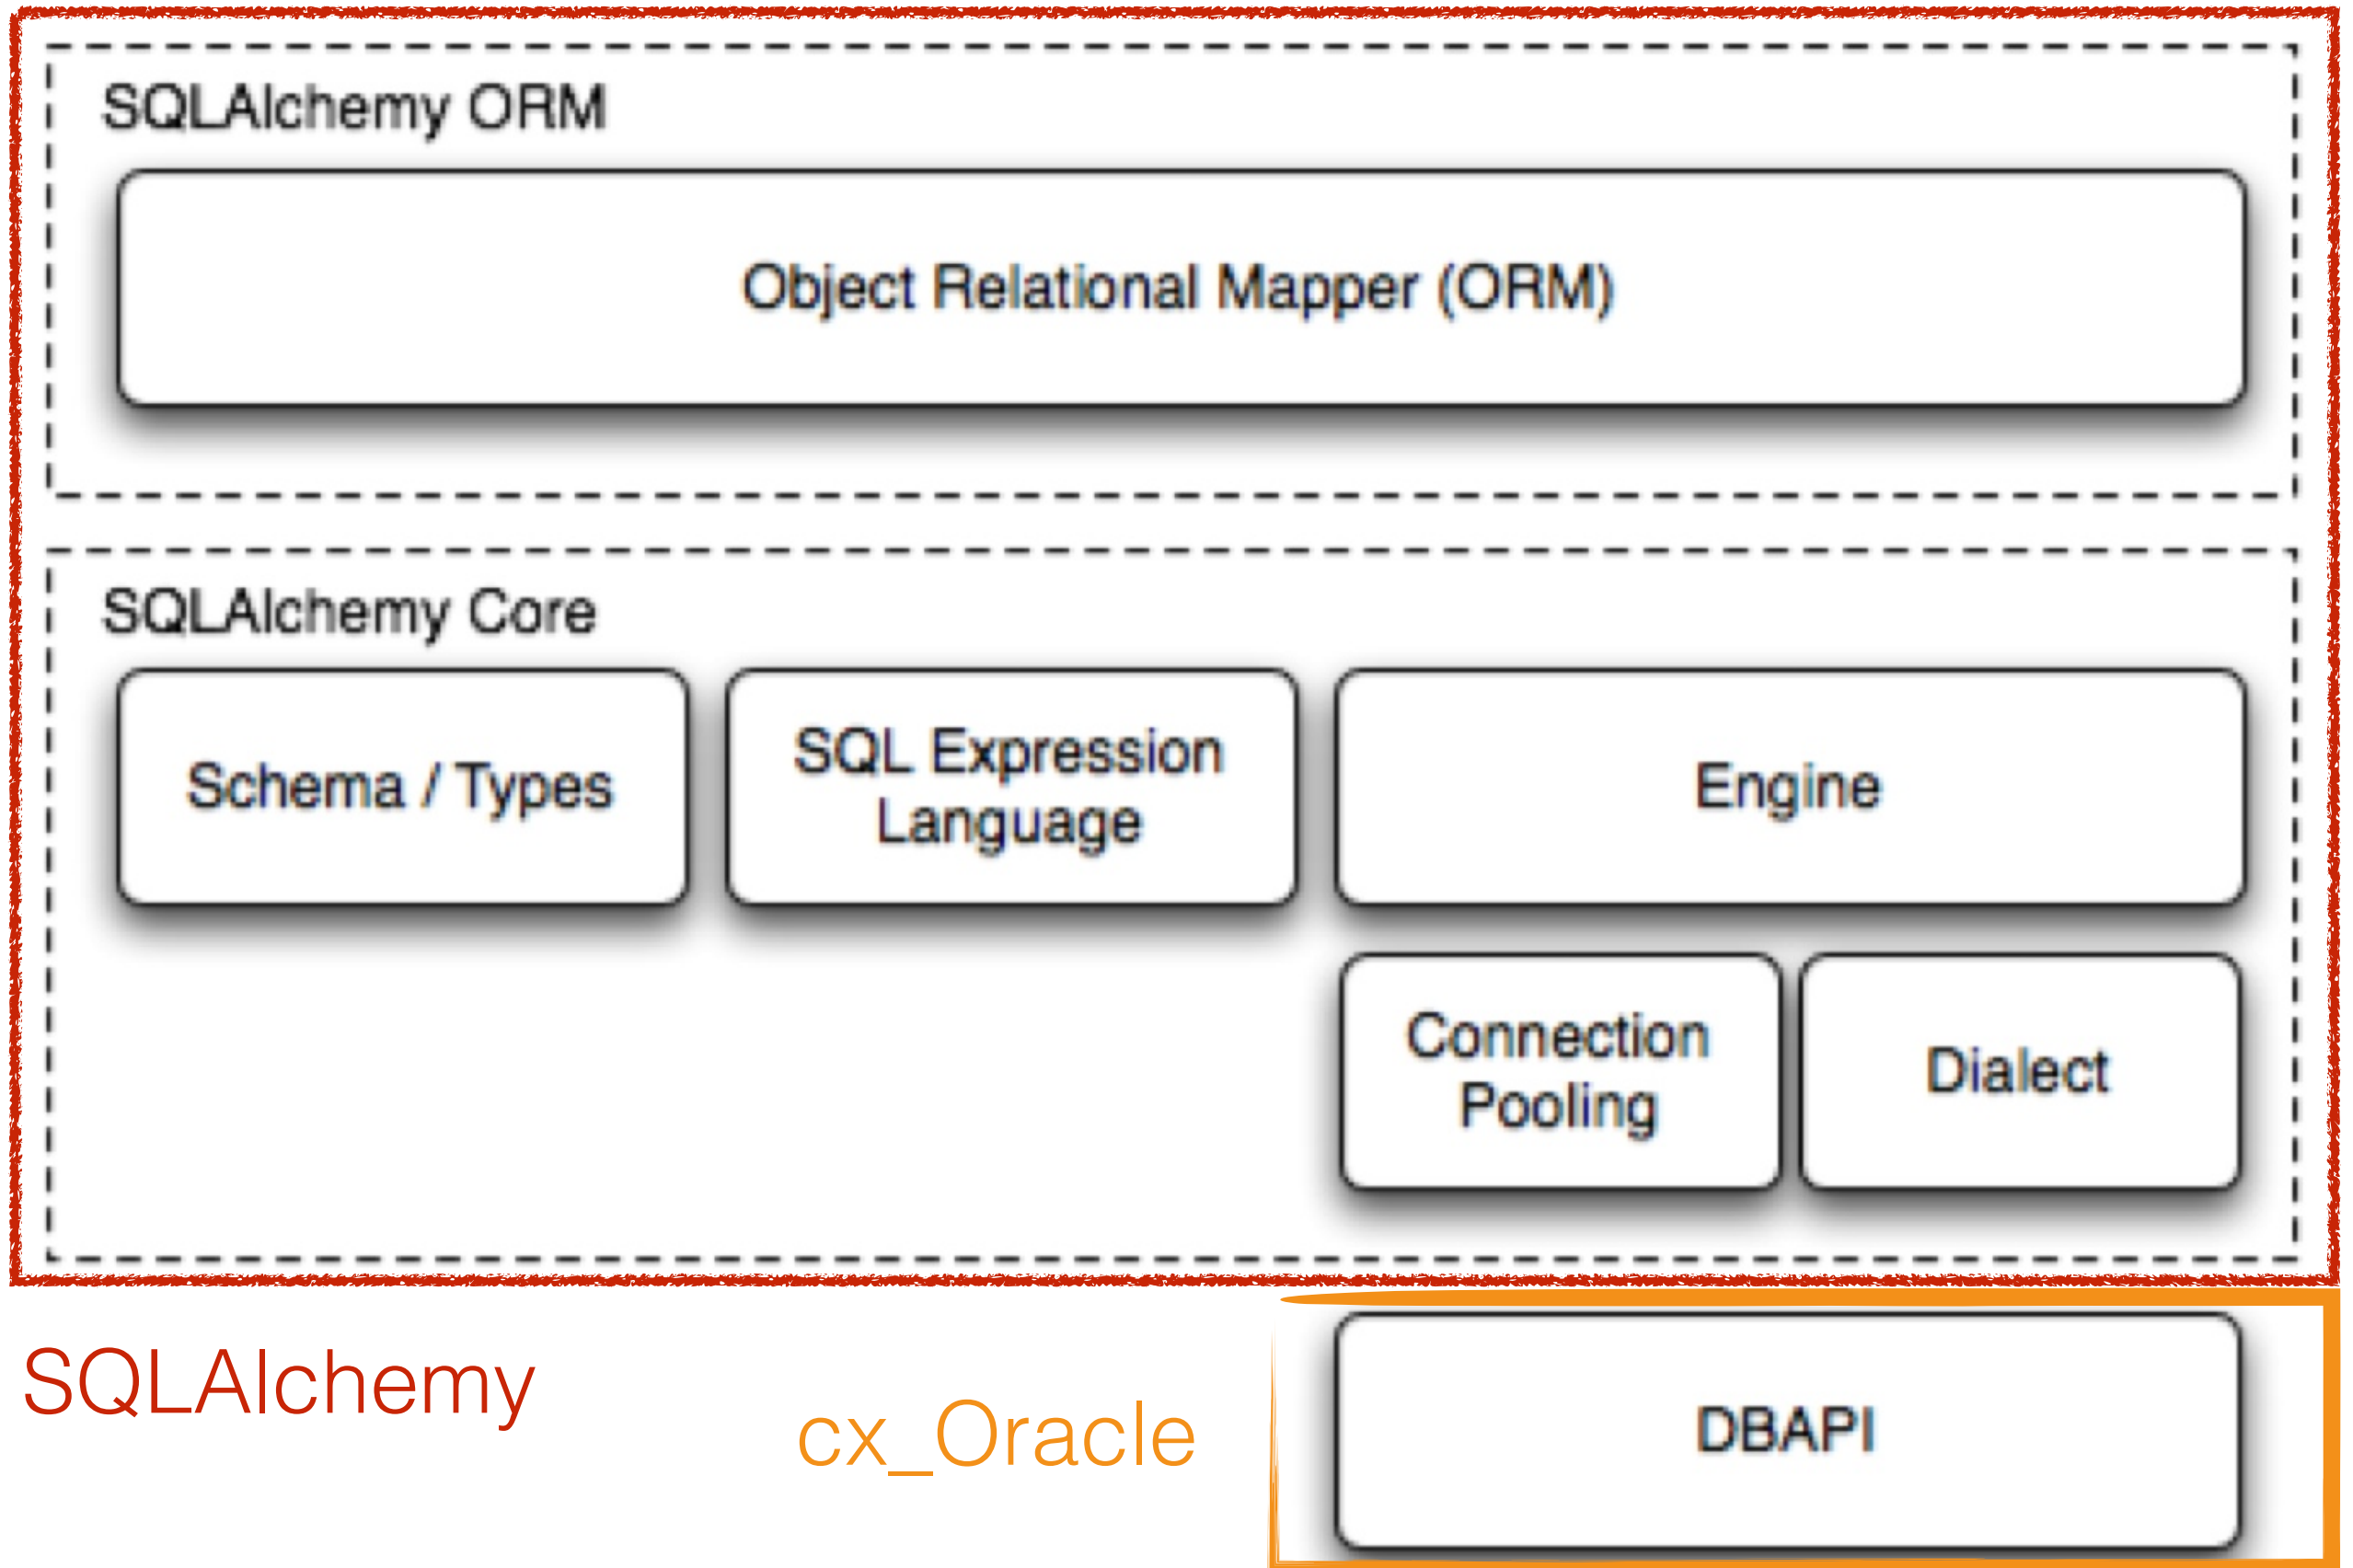 SQLAlchemy ORM
Object Relational Mapper (ORM)
SQLAlchemy Core
Schema / Types
SQL Expression
Language
Engine
Connection
Pooling
Dialect
SQLAlchemy
cx_Oracle
DBAPI